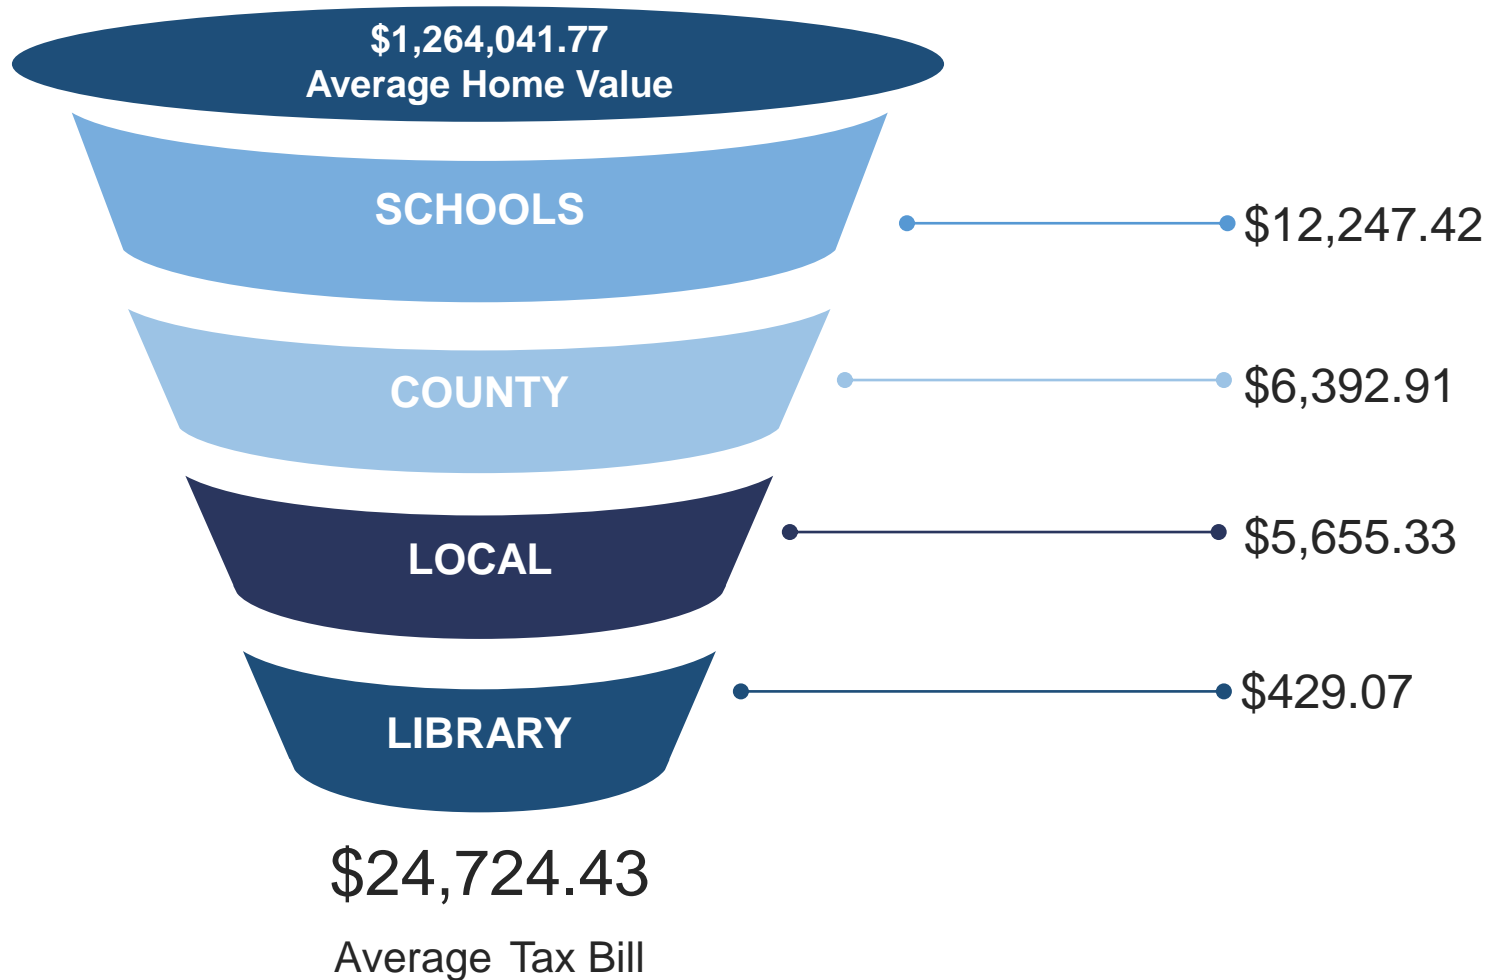 $1,264,041.77
Average Home Value
SCHOOLS
$12,247.42
COUNTY
$6,392.91
LOCAL
$5,655.33
LIBRARY
$429.07
$24,724.43
Average Tax Bill